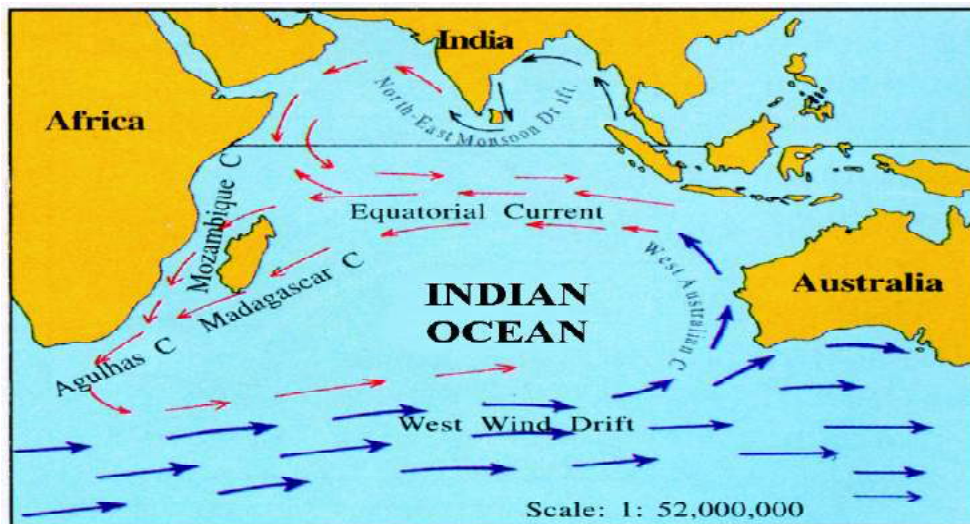 India
Africa
North-East Monsoon Drift.
Mozambique C
Equatorial Current
Madagascar C
INDIAN
OCEAN
West Australian C
Australia
Agulhas C
West Wind Drift
Scale: 1: 52,000,000